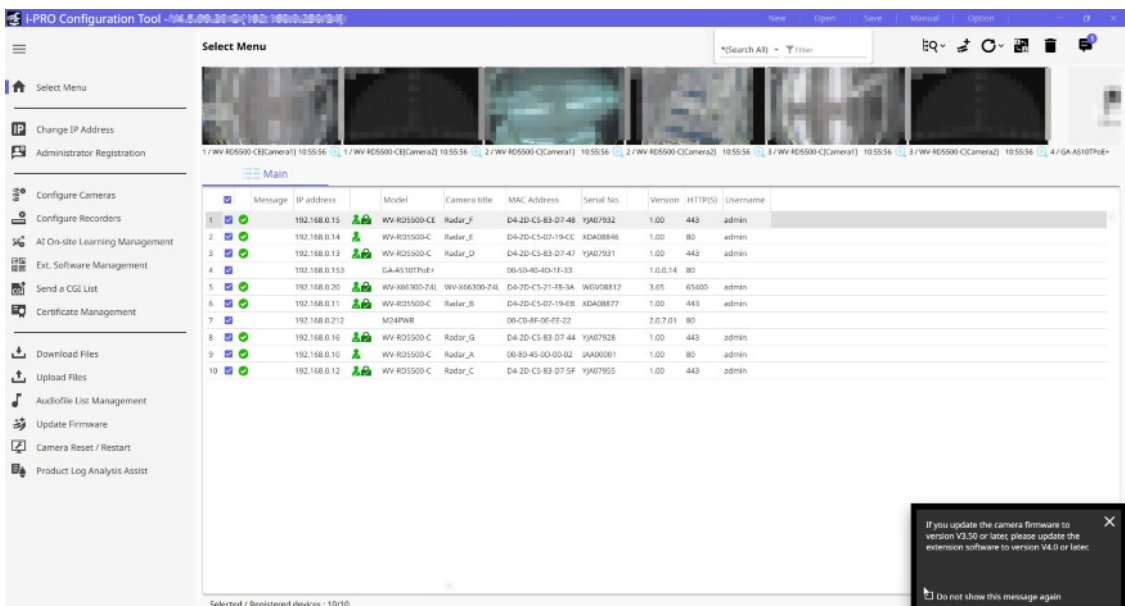 i-PRO Configuration Tool -
New Open Save Manual Option
Select Menu
*(Search All) Filter
Select Menu
Change IP Address
Administrator Registration
Configure Cameras
Configure Recorders
AI On-site Learning Management
Ext. Software Management
Send a CGI List
Certificate Management
Download Files
Upload Files
Audiofile List Management
Update Firmware
Camera Reset / Restart
Product Log Analysis Assist
1 / WV-RD5500-CE[Camera1] 10:55:56 1 / WV-RD5500-CE[Camera2] 10:55:56 2 / WV-RD5500-C[Camera1] 10:55:56 2 / WV-RD5500-C[Camera2] 10:55:56 3 / WV-RD5500-C[Camera1] 10:55:56 3 / WV-RD5500-C[Camera2] 10:55:56 4 / GA-AS10TPoE+
Main
Message IP address Model Camera title MAC Address Serial No. Version HTTP(S) Username
1 192.168.0.15 WV-RD5500-CE Radar_F D4-2D-C5-83-D7-48 YJA07932 1.00 443 admin
2 192.168.0.14 WV-RD5500-C Radar_E D4-2D-C5-07-19-CC XDA08846 1.00 80 admin
3 192.168.0.13 WV-RD5500-C Radar_D D4-2D-C5-83-D7-47 YJA07931 1.00 443 admin
4 192.168.0.153 GA-AS10TPoE+ 00-50-40-4D-1F-33 1.0.0.14 80
5 192.168.0.20 WV-X66300-Z4L WV-X66300-Z4L D4-2D-C5-21-F8-3A WGV08812 3.65 65400 admin
6 192.168.0.11 WV-RD5500-C Radar_B D4-2D-C5-07-19-EB XDA08877 1.00 443 admin
7 192.168.0.212 M24PWR 00-C0-8F-0E-EE-22 2.0.7.01 80
8 192.168.0.16 WV-RD5500-C Radar_G D4-2D-C5-83-D7-44 YJA07928 1.00 443 admin
9 192.168.0.10 WV-RD5500-C Radar_A 00-80-45-0D-00-02 IAA00001 1.00 80 admin
10 192.168.0.12 WV-RD5500-C Radar_C D4-2D-C5-83-D7-5F YJA07955 1.00 443 admin
If you update the camera firmware to
version V3.50 or later, please update the
extension software to version V4.0 or later.
Do not show this message again
Selected / Registered devices : 10/10